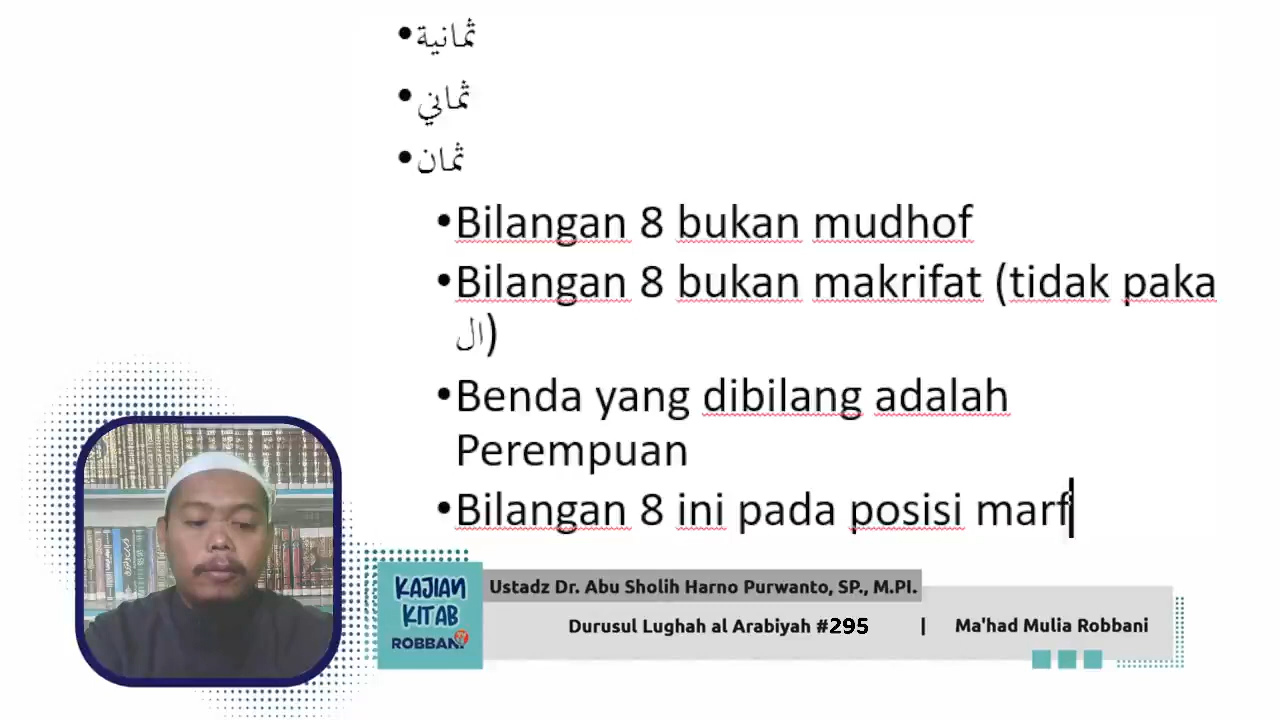 •ثمانية
•ثماني
•ثمان
•Bilangan 8 bukan mudhof
•Bilangan 8 bukan makrifat (tidak paka
ال)
•Benda yang dibilang adalah
Perempuan
•Bilangan 8 ini pada posisi marf
KAJIAN
KITAB
ROBBANI
Ustadz Dr. Abu Sholih Harno Purwanto, SP., M.PI.
Durusul Lughah al Arabiyah #295 | Ma'had Mulia Robbani